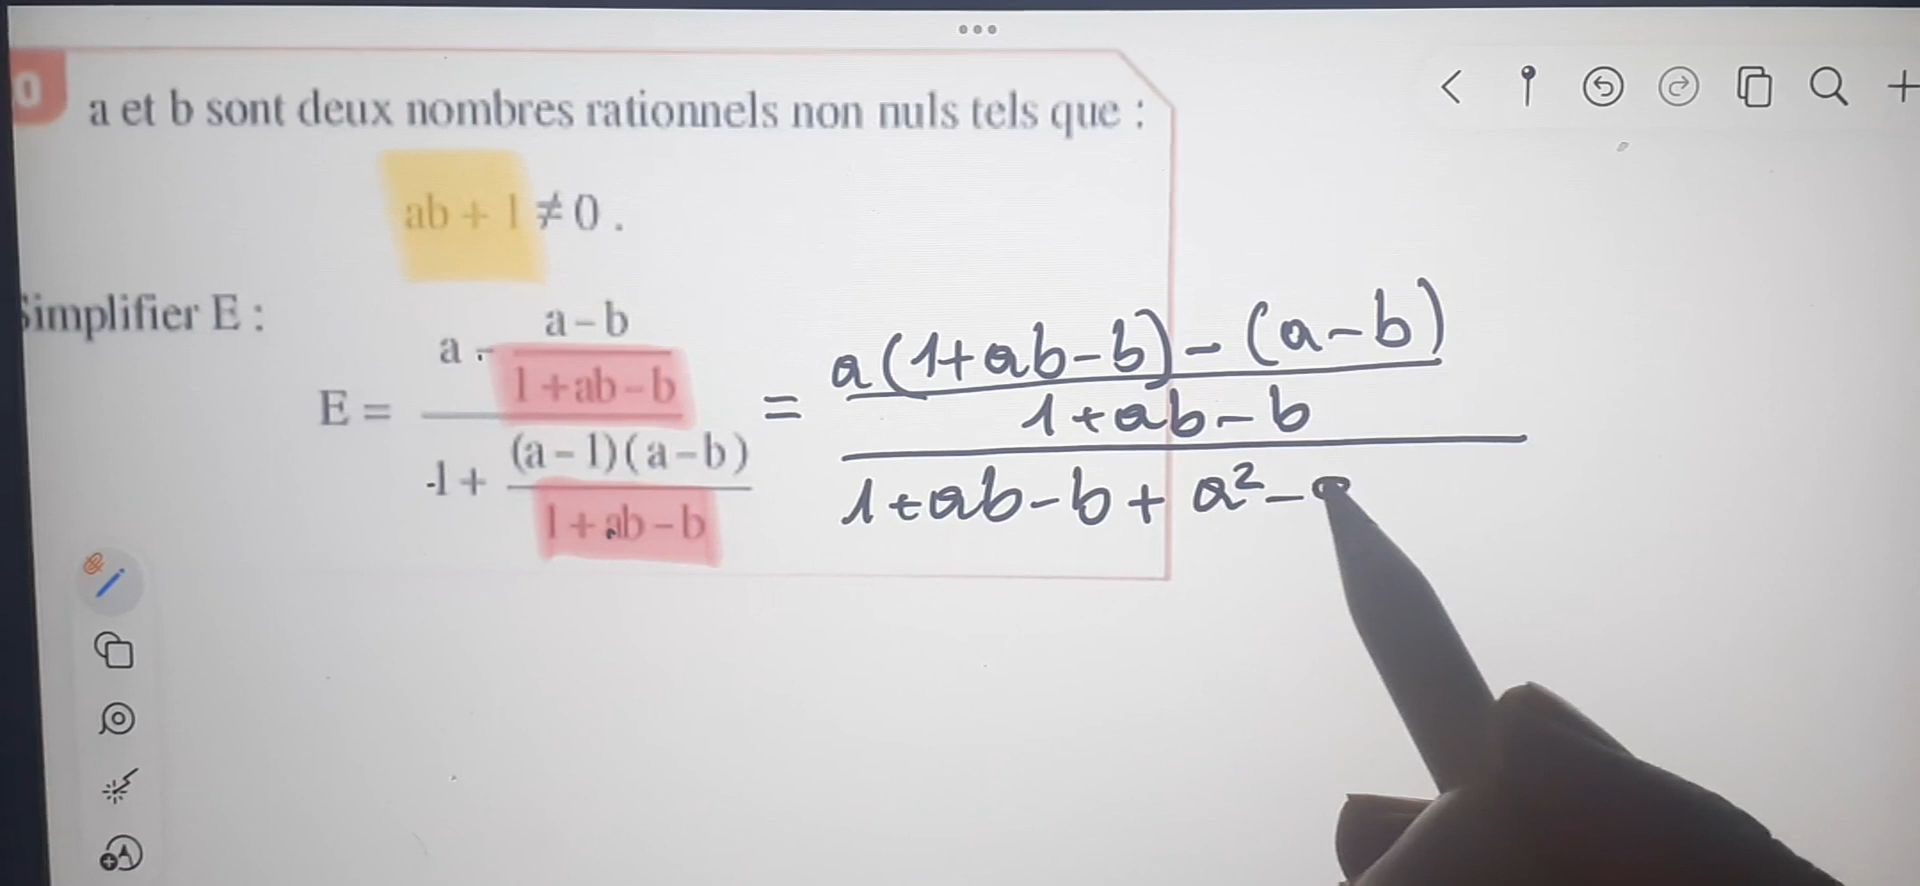 0
a et b sont deux nombres rationnels non nuls tels que :
ab + 1 ≠ 0 .
Simplifier E :
E = (a - (a - b)/(1 + ab - b)) / (1 + ((a - 1)(a - b))/(1 + ab - b))
= (a(1+ab-b) - (a-b))/(1+ab-b)
1+ab-b + a² -